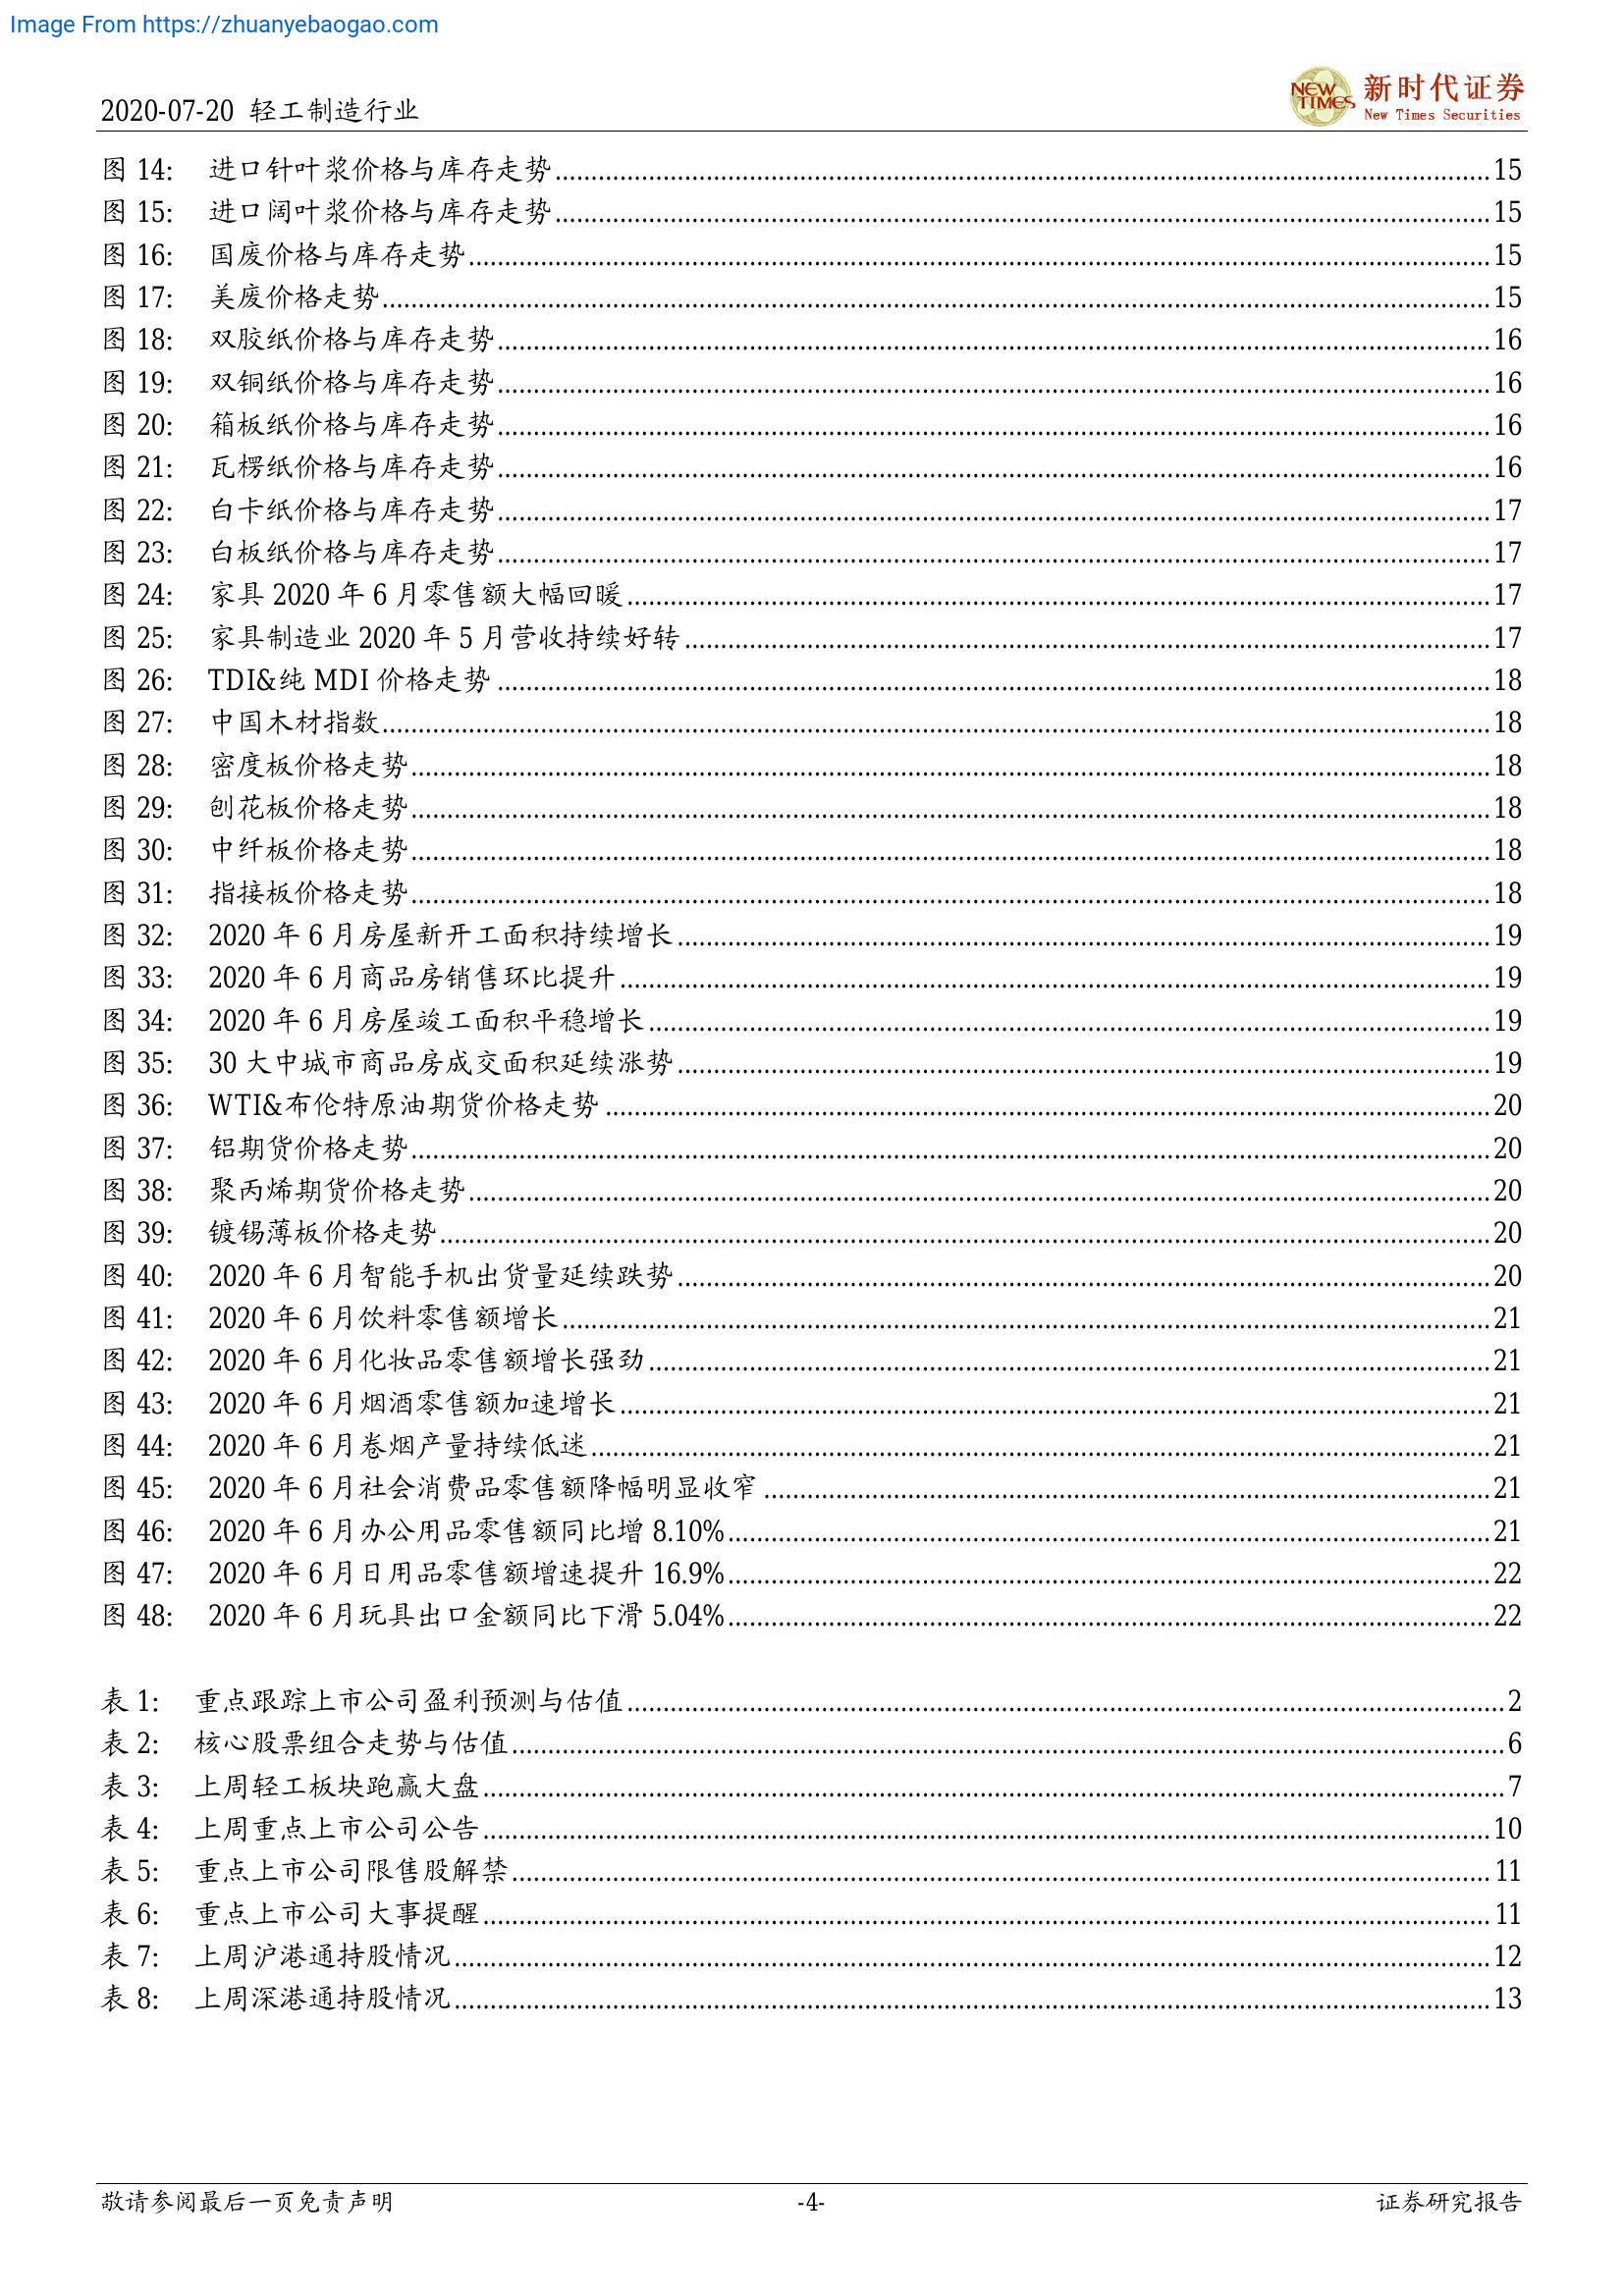 Image From https://zhuanyebaogao.com
2020-07-20 轻工制造行业
NEW TIMES
新时代证券
New Times Securities
图 14: 进口针叶浆价格与库存走势 15
图 15: 进口阔叶浆价格与库存走势 15
图 16: 国废价格与库存走势 15
图 17: 美废价格走势 15
图 18: 双胶纸价格与库存走势 16
图 19: 双铜纸价格与库存走势 16
图 20: 箱板纸价格与库存走势 16
图 21: 瓦楞纸价格与库存走势 16
图 22: 白卡纸价格与库存走势 17
图 23: 白板纸价格与库存走势 17
图 24: 家具 2020 年 6 月零售额大幅回暖 17
图 25: 家具制造业 2020 年 5 月营收持续好转 17
图 26: TDI&纯 MDI 价格走势 18
图 27: 中国木材指数 18
图 28: 密度板价格走势 18
图 29: 刨花板价格走势 18
图 30: 中纤板价格走势 18
图 31: 指接板价格走势 18
图 32: 2020 年 6 月房屋新开工面积持续增长 19
图 33: 2020 年 6 月商品房销售环比提升 19
图 34: 2020 年 6 月房屋竣工面积平稳增长 19
图 35: 30 大中城市商品房成交面积延续涨势 19
图 36: WTI&布伦特原油期货价格走势 20
图 37: 铝期货价格走势 20
图 38: 聚丙烯期货价格走势 20
图 39: 镀锡薄板价格走势 20
图 40: 2020 年 6 月智能手机出货量延续跌势 20
图 41: 2020 年 6 月饮料零售额增长 21
图 42: 2020 年 6 月化妆品零售额增长强劲 21
图 43: 2020 年 6 月烟酒零售额加速增长 21
图 44: 2020 年 6 月卷烟产量持续低迷 21
图 45: 2020 年 6 月社会消费品零售额降幅明显收窄 21
图 46: 2020 年 6 月办公用品零售额同比增 8.10% 21
图 47: 2020 年 6 月日用品零售额增速提升 16.9% 22
图 48: 2020 年 6 月玩具出口金额同比下滑 5.04% 22
表 1: 重点跟踪上市公司盈利预测与估值 2
表 2: 核心股票组合走势与估值 6
表 3: 上周轻工板块跑赢大盘 7
表 4: 上周重点上市公司公告 10
表 5: 重点上市公司限售股解禁 11
表 6: 重点上市公司大事提醒 11
表 7: 上周沪港通持股情况 12
表 8: 上周深港通持股情况 13
敬请参阅最后一页免责声明 -4- 证券研究报告